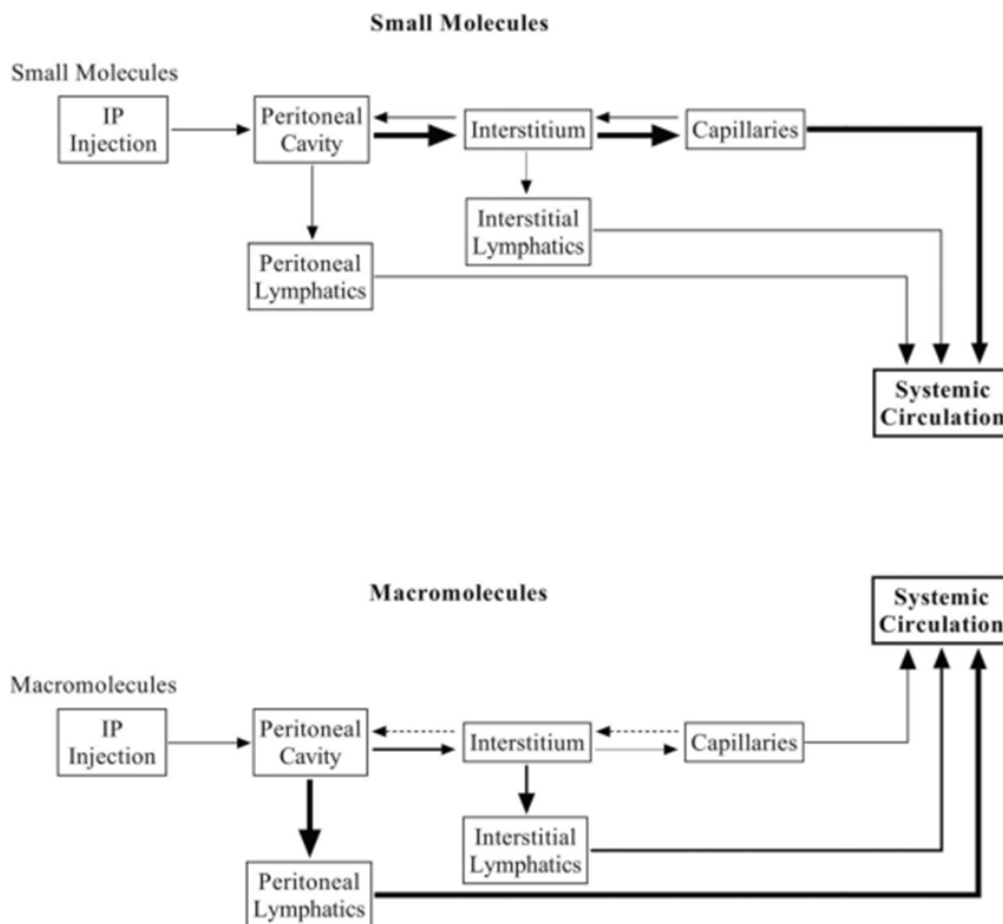 Small Molecules
Small Molecules
IP
Injection
Peritoneal
Cavity
Interstitium
Capillaries
Interstitial
Lymphatics
Peritoneal
Lymphatics
Systemic
Circulation
Macromolecules
Systemic
Circulation
Macromolecules
IP
Injection
Peritoneal
Cavity
Interstitium
Capillaries
Interstitial
Lymphatics
Peritoneal
Lymphatics